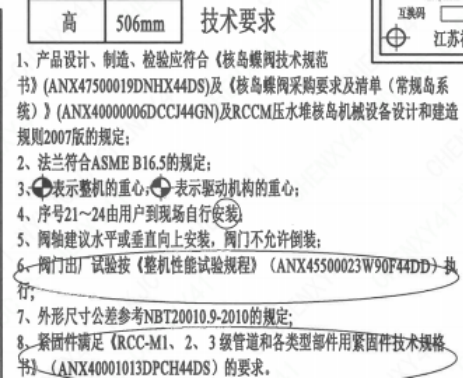 高 506mm 技术要求
互换码
江苏
1、产品设计、制造、检验应符合《核岛蝶阀技术规范
书》(ANX47500019DNHX44DS)及《核岛蝶阀采购要求及清单（常规岛系
统）》(ANX40000006DCCJ44GN)及RCCM压水堆核岛机械设备设计和建造
规则2007版的规定;
2、法兰符合ASME B16.5的规定;
3、表示整机的重心; 表示驱动机构的重心;
4、序号21～24由用户到现场自行安装;
5、阀轴建议水平或垂直向上安装，阀门不允许倒装;
6、阀门出厂试验按《整机性能试验规程》（ANX45500023W90F44DD）执
行;
7、外形尺寸公差参考NBT20010.9-2010的规定;
8、紧固件满足《RCC-M1、2、3级管道和各类型部件用紧固件技术规格
书》（ANX40001013DPCH44DS）的要求。